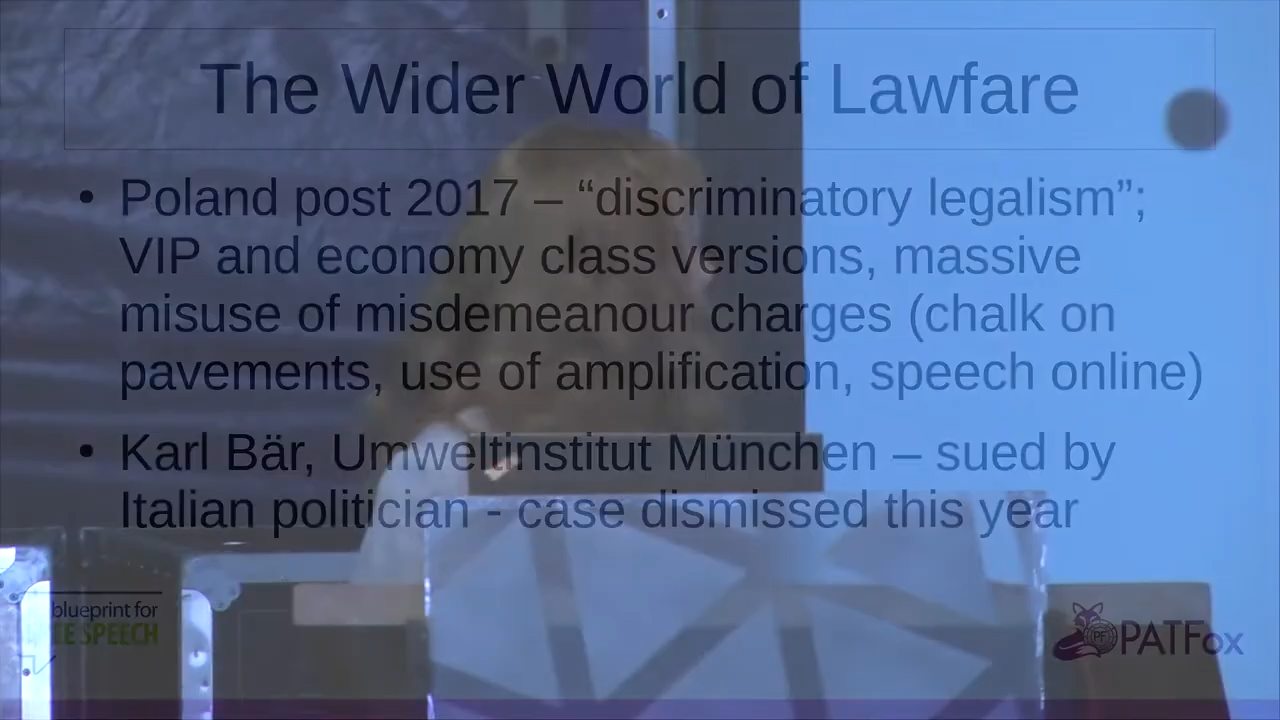 The Wider World of Lawfare
• Poland post 2017 – “discriminatory legalism”;
VIP and economy class versions, massive
misuse of misdemeanour charges (chalk on
pavements, use of amplification, speech online)
• Karl Bär, Umweltinstitut München – sued by
Italian politician - case dismissed this year
blueprint for
SPEECH
PF
PATFox